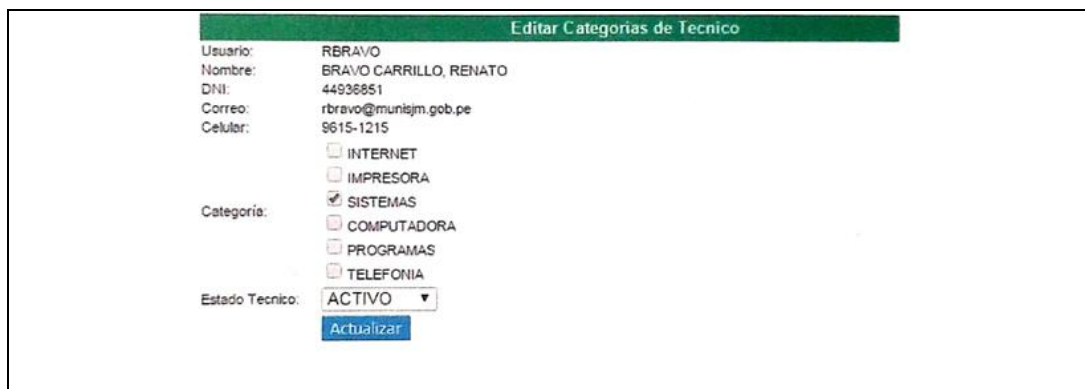 Editar Categorias de Tecnico
Usuario: RBRAVO
Nombre: BRAVO CARRILLO, RENATO
DNI: 44936851
Correo: rbravo@munisjm.gob.pe
Celular: 9615-1215
INTERNET
IMPRESORA
SISTEMAS
Categoría:
COMPUTADORA
PROGRAMAS
TELEFONIA
Estado Tecnico: ACTIVO
Actualizar